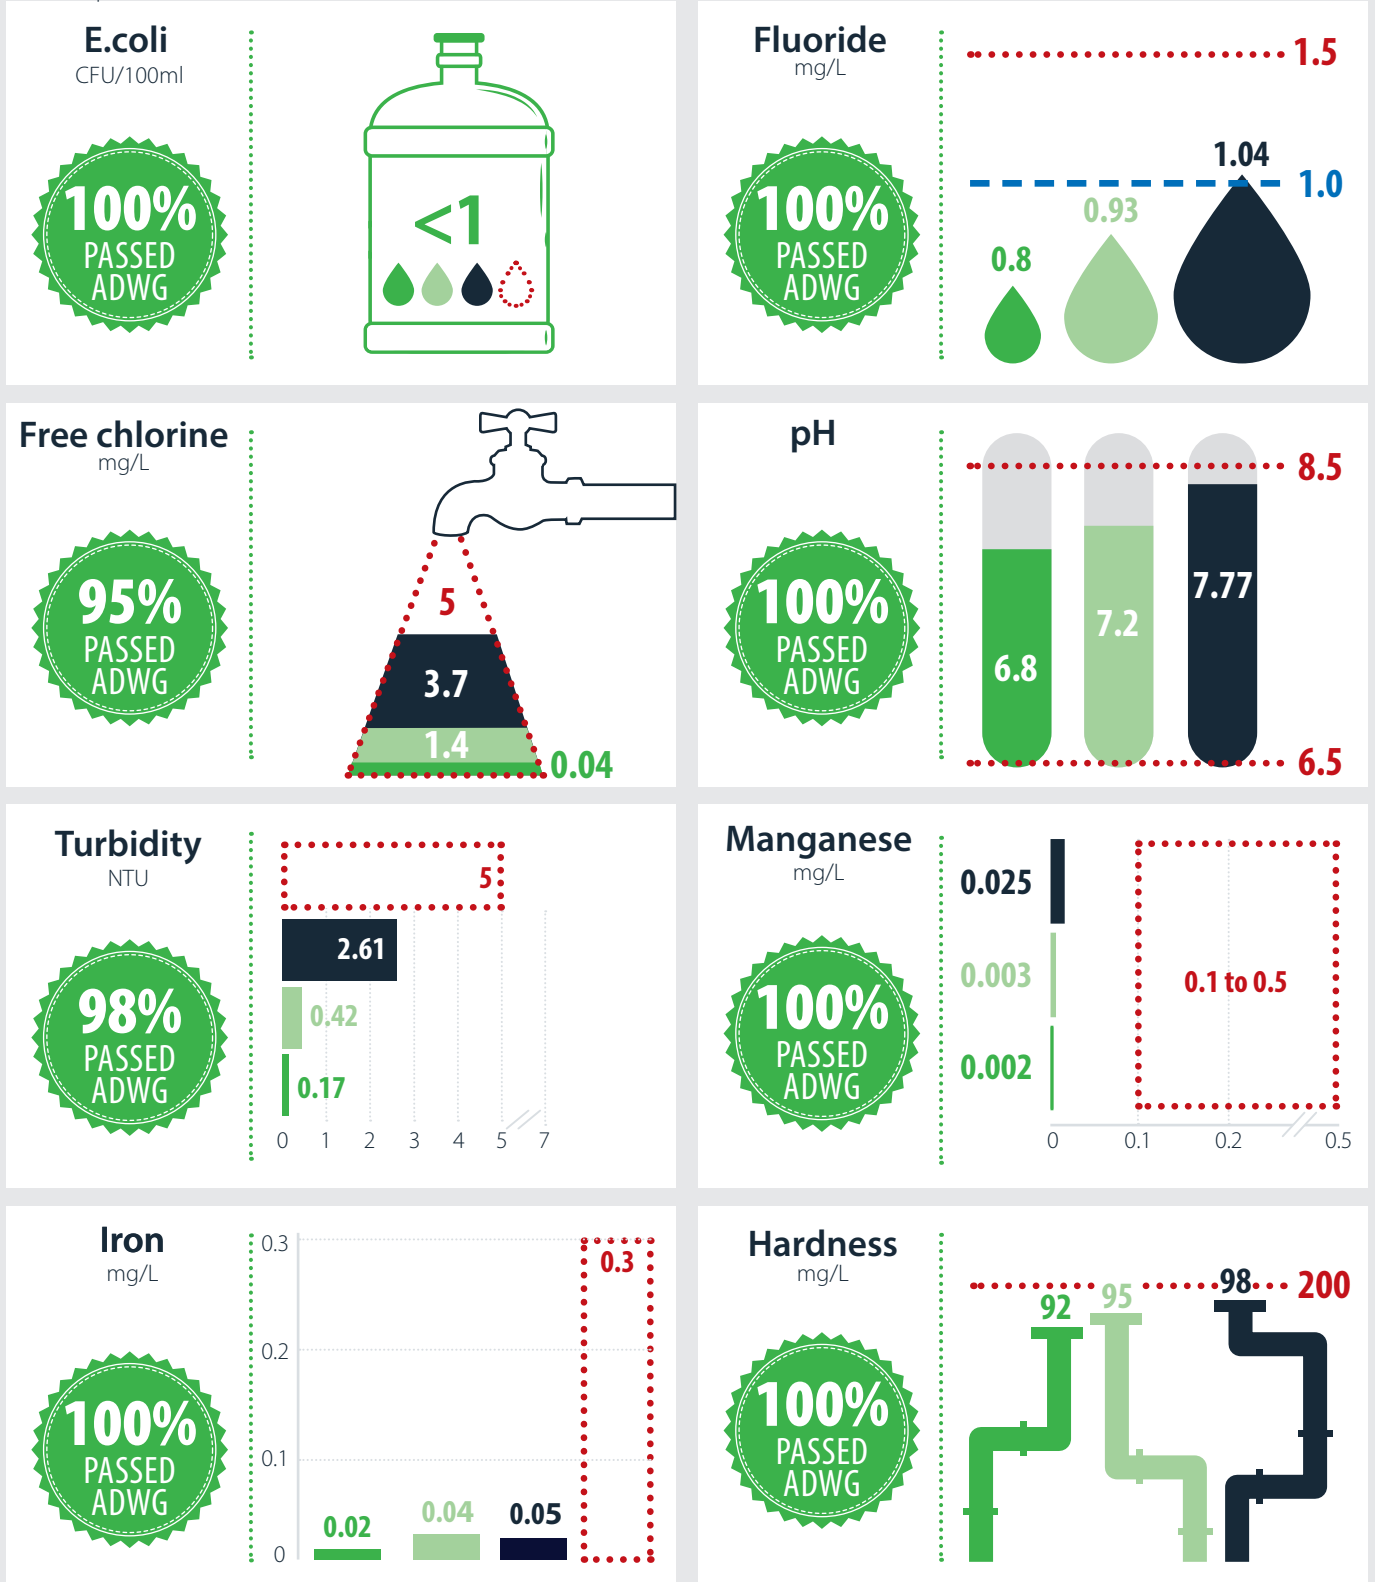 E.coli
CFU/100ml
100%
PASSED
ADWG
<1
Fluoride
mg/L
100%
PASSED
ADWG
1.5
1.04
1.0
0.93
0.8
Free chlorine
mg/L
95%
PASSED
ADWG
5
3.7
1.4
0.04
pH
100%
PASSED
ADWG
8.5
7.77
7.2
6.8
6.5
Turbidity
NTU
98%
PASSED
ADWG
5
2.61
0.42
0.17
0 1 2 3 4 5 7
Manganese
mg/L
100%
PASSED
ADWG
0.025
0.003
0.002
0.1 to 0.5
0 0.1 0.2 0.5
Iron
mg/L
100%
PASSED
ADWG
0.3
0.2
0.1
0
0.02
0.04
0.05
0.3
Hardness
mg/L
100%
PASSED
ADWG
92
95
98
200